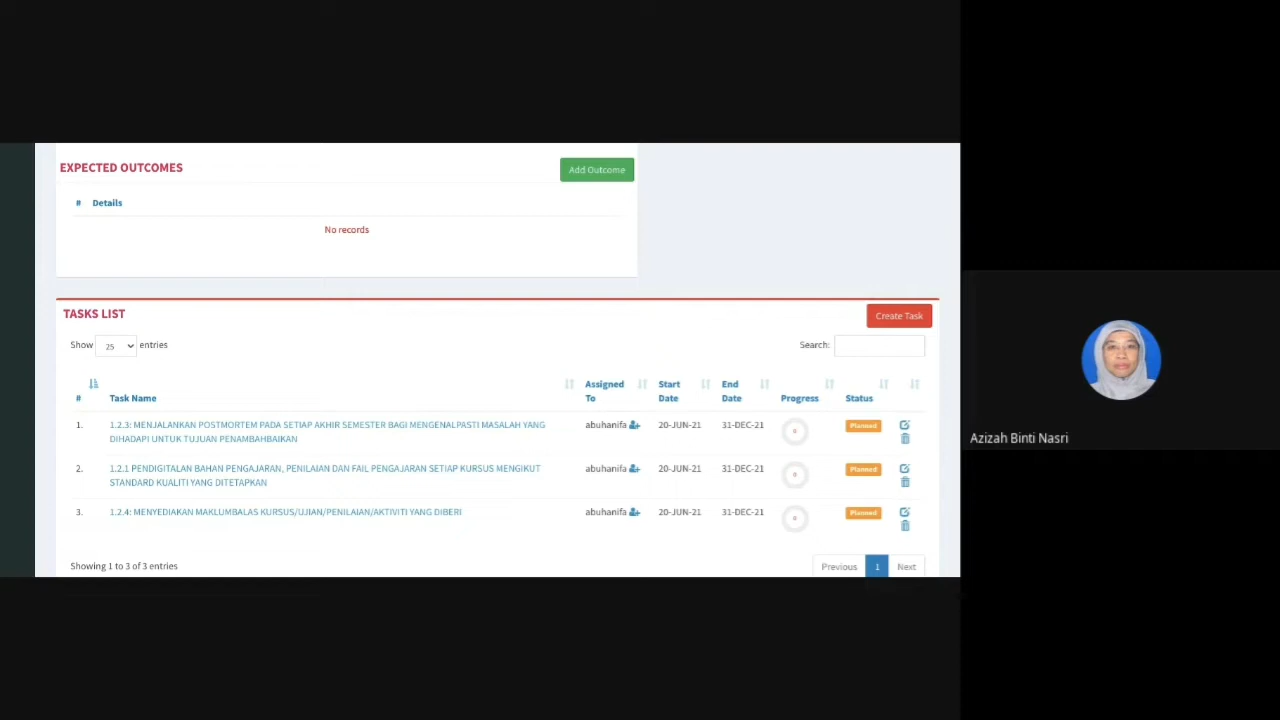 EXPECTED OUTCOMES
Add Outcome
# Details
No records
TASKS LIST
Create Task
Show 25 entries
Search:
# Task Name Assigned To Start Date End Date Progress Status
1. 1.2.3: MENJALANKAN POSTMORTEM PADA SETIAP AKHIR SEMESTER BAGI MENGENALPASTI MASALAH YANG abuhanifa 20-JUN-21 31-DEC-21 0 Planned
DIHADAPI UNTUK TUJUAN PENAMBAHBAIKAN
2. 1.2.1 PENDIGITALAN BAHAN PENGAJARAN, PENILAIAN DAN FAIL PENGAJARAN SETIAP KURSUS MENGIKUT abuhanifa 20-JUN-21 31-DEC-21 0 Planned
STANDARD KUALITI YANG DITETAPKAN
3. 1.2.4: MENYEDIAKAN MAKLUMBALAS KURSUS/UJIAN/PENILAIAN/AKTIVITI YANG DIBERI abuhanifa 20-JUN-21 31-DEC-21 0 Planned
Showing 1 to 3 of 3 entries
Previous 1 Next
Azizah Binti Nasri